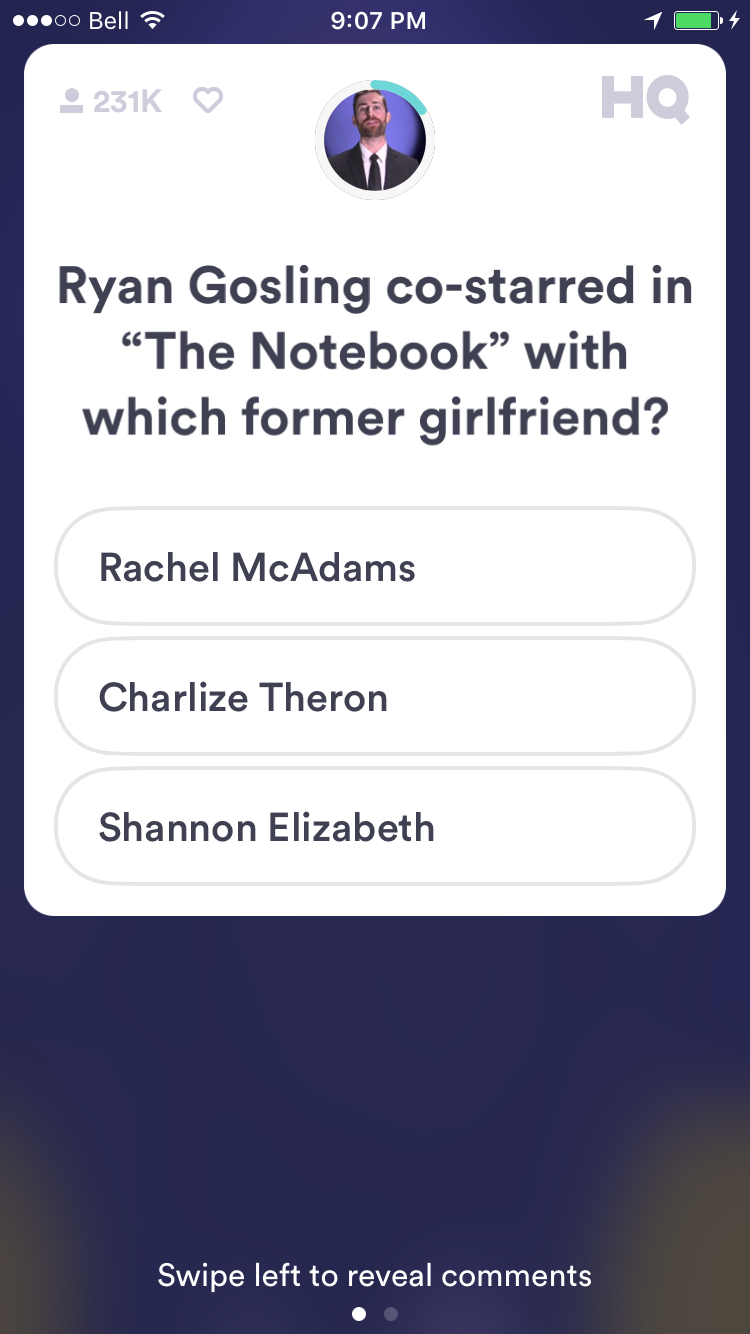 Bell 9:07 PM
231K HQ
Ryan Gosling co-starred in
“The Notebook” with
which former girlfriend?
Rachel McAdams
Charlize Theron
Shannon Elizabeth
Swipe left to reveal comments